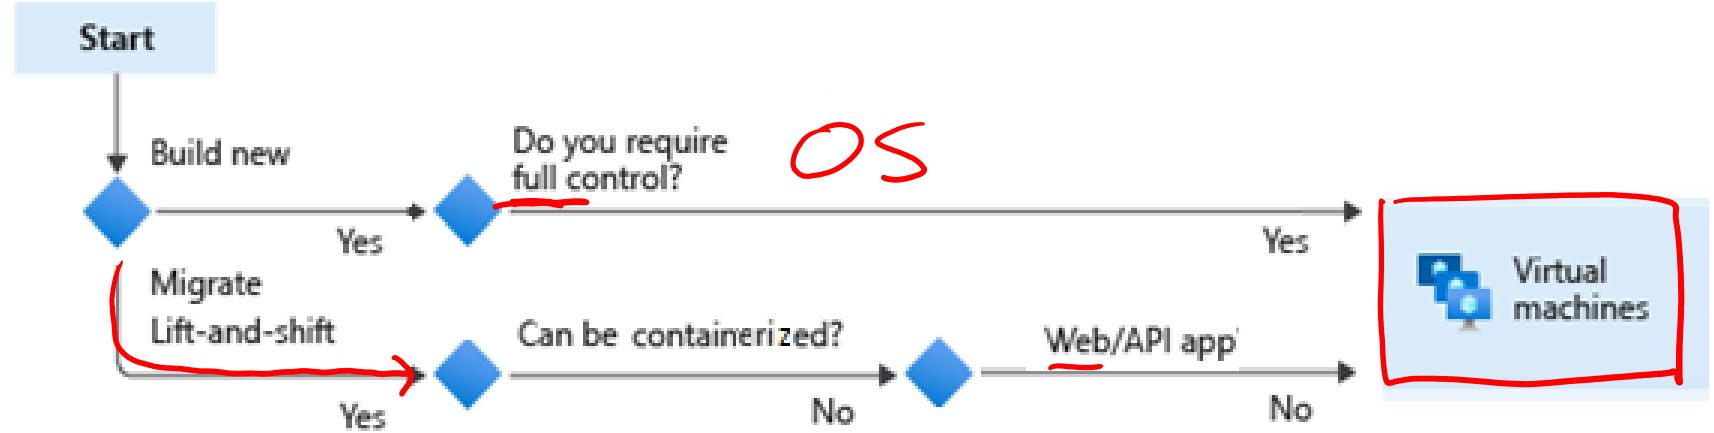 Start
Build new
Do you require
full control?
OS
Yes
Yes
Migrate
Lift-and-shift
Can be containerized?
Web/API app'
Virtual
machines
Yes
No
No